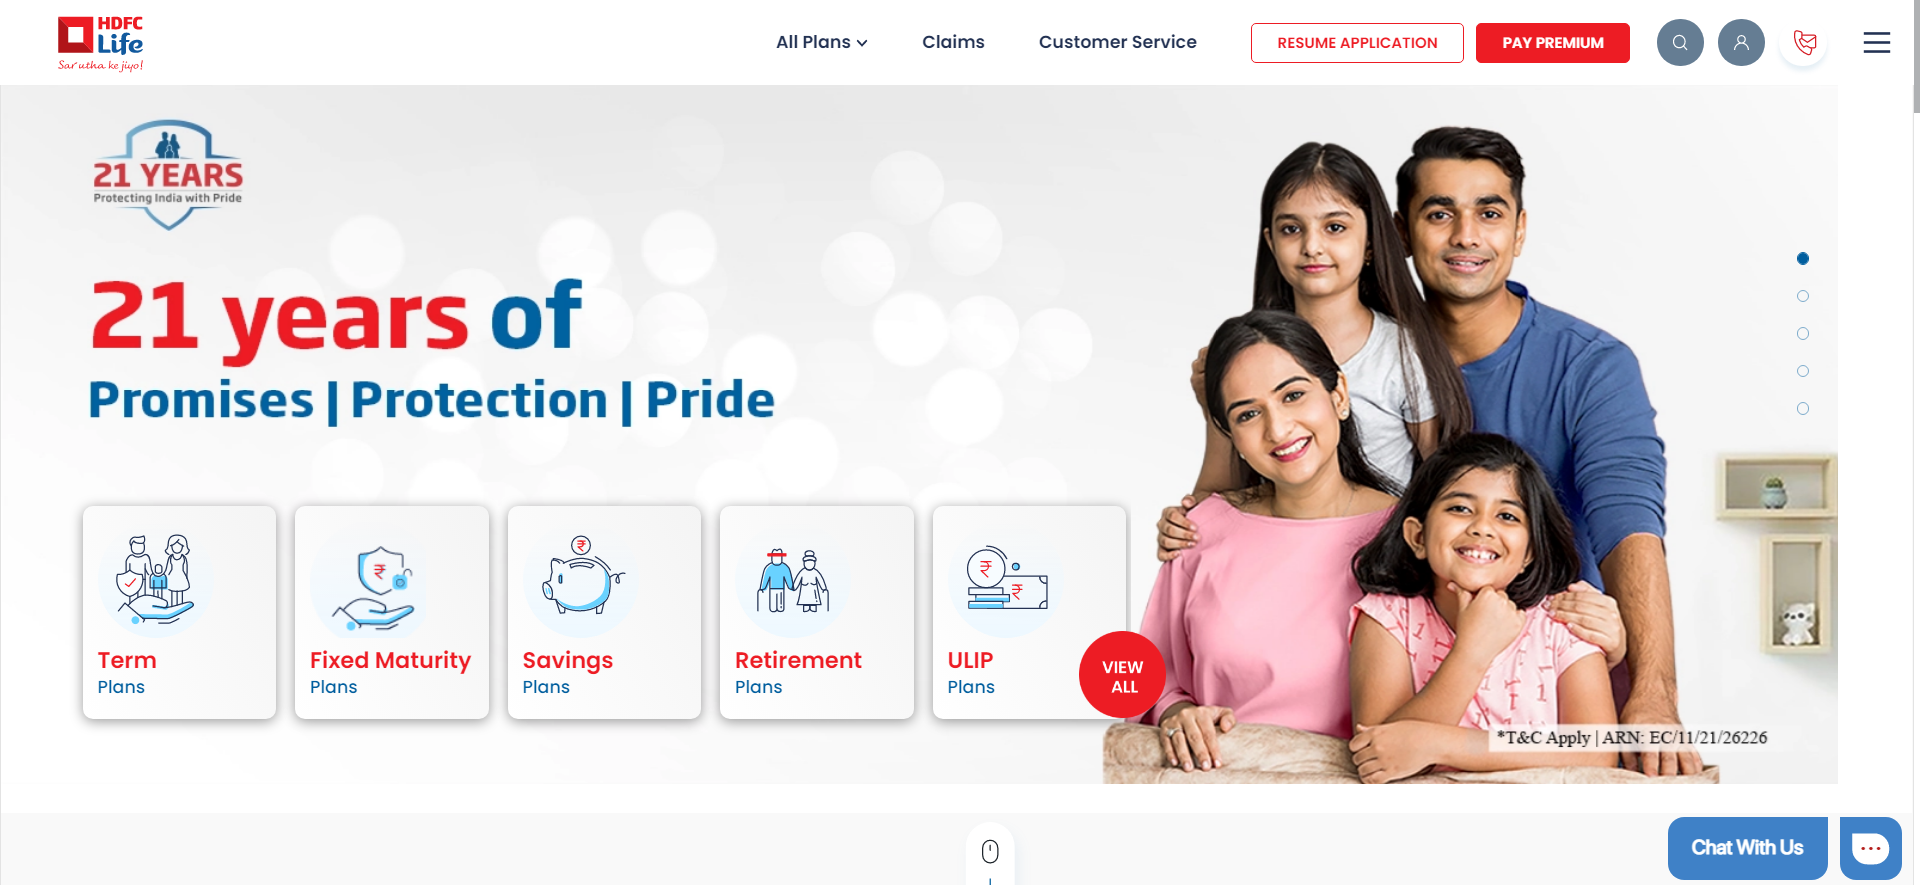 HDFC
Life
Sar utha ke jiyo!
All Plans
Claims
Customer Service
RESUME APPLICATION
PAY PREMIUM
21 YEARS
Protecting India with Pride
21 years of
Promises | Protection | Pride
Term
Plans
Fixed Maturity
Plans
Savings
Plans
Retirement
Plans
ULIP
Plans
VIEW
ALL
*T&C Apply | ARN: EC/11/21/26226
Chat With Us